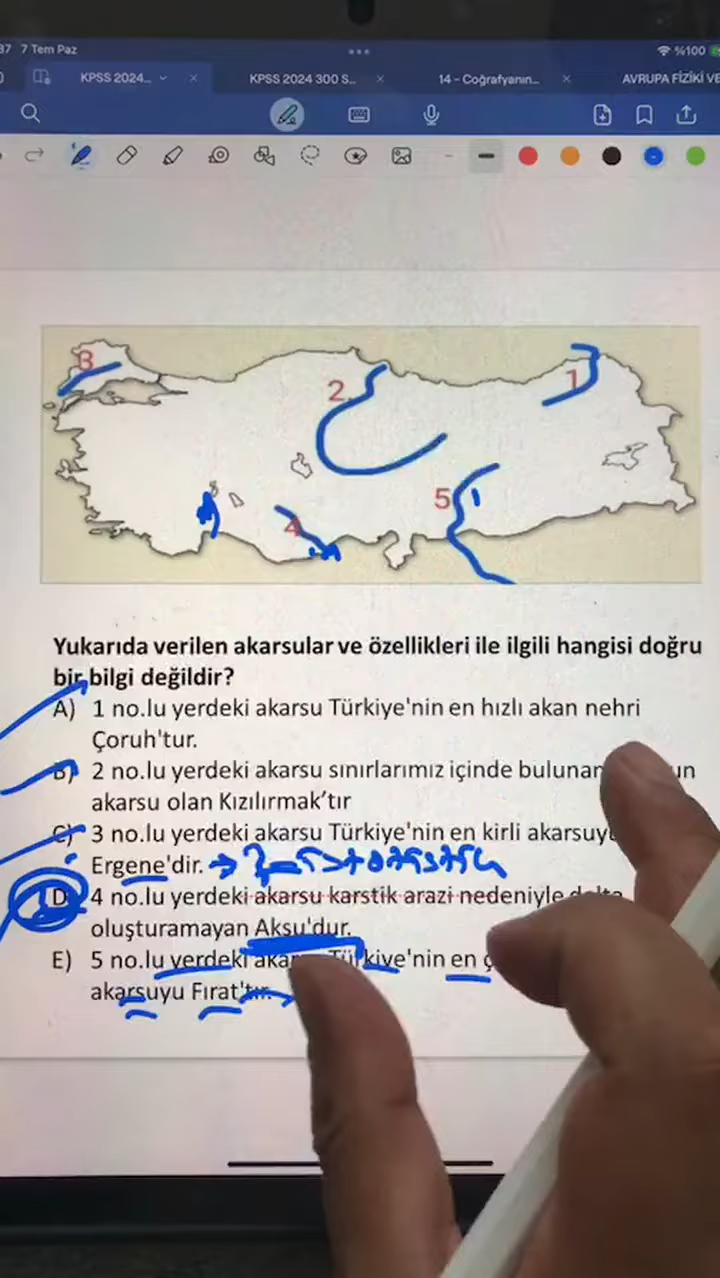 37 7 Tem Paz
%100
KPSS 2024...
KPSS 2024 300 S...
14 - Coğrafyanın...
AVRUPA FİZİKİ VE
3
2
1
5
4
Yukarıda verilen akarsular ve özellikleri ile ilgili hangisi doğru
bir bilgi değildir?
A) 1 no.lu yerdeki akarsu Türkiye'nin en hızlı akan nehri
Çoruh'tur.
B) 2 no.lu yerdeki akarsu sınırlarımız içinde bulunan
akarsu olan Kızılırmak’tır
C) 3 no.lu yerdeki akarsu Türkiye'nin en kirli
Ergene'dir.
D) 4 no.lu yerdeki akarsu karstik arazi nedeniyle delta
oluşturamayan Aksu'dur.
E) 5 no.lu yerdeki Türkiye'nin en
akarsuyu Fırat'tır.